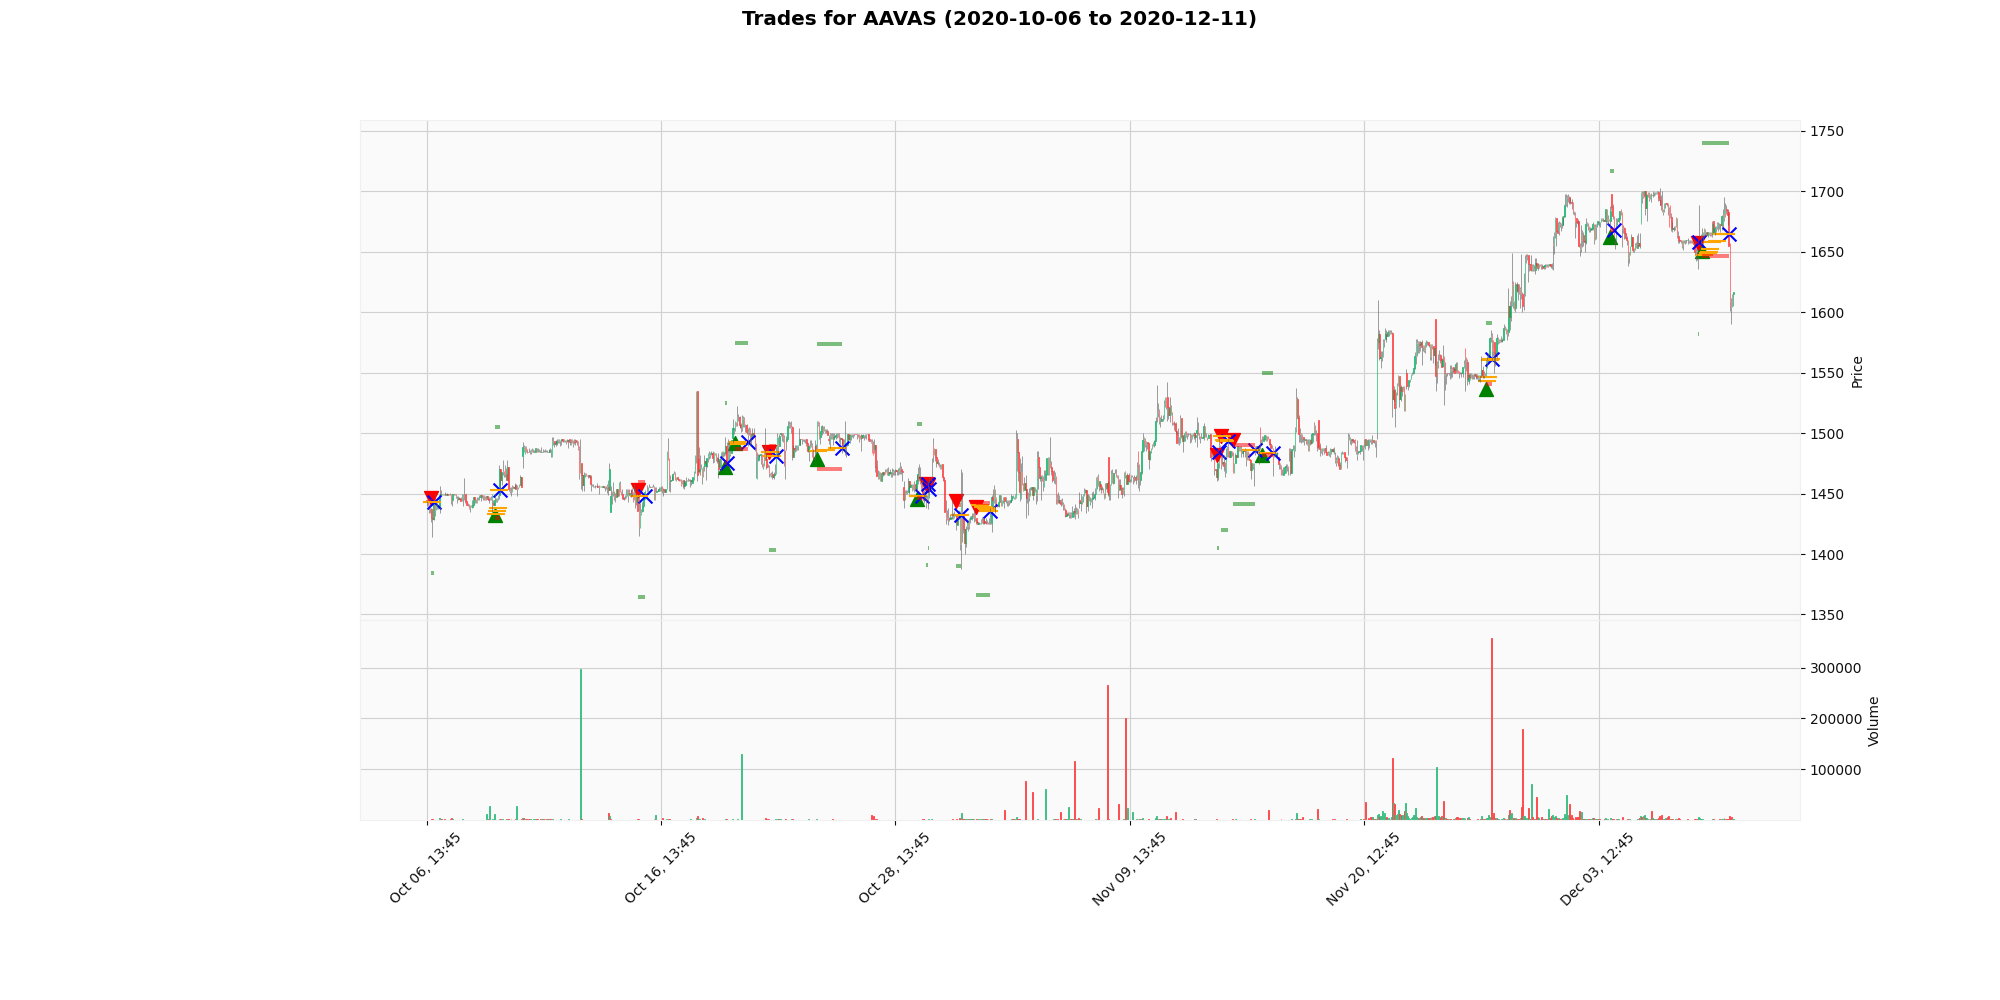 Trades for AAVAS (2020-10-06 to 2020-12-11)
1750
1700
1650
1600
1550
1500
1450
1400
1350
Price
300000
200000
100000
Volume
Oct 06, 13:45
Oct 16, 13:45
Oct 28, 13:45
Nov 09, 13:45
Nov 20, 12:45
Dec 03, 12:45